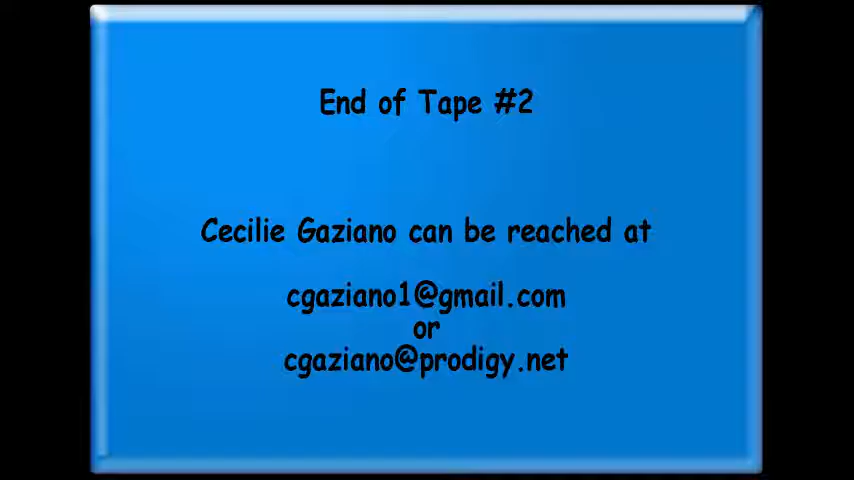 End of Tape #2
Cecilie Gaziano can be reached at
cgaziano1@gmail.com
or
cgaziano@prodigy.net